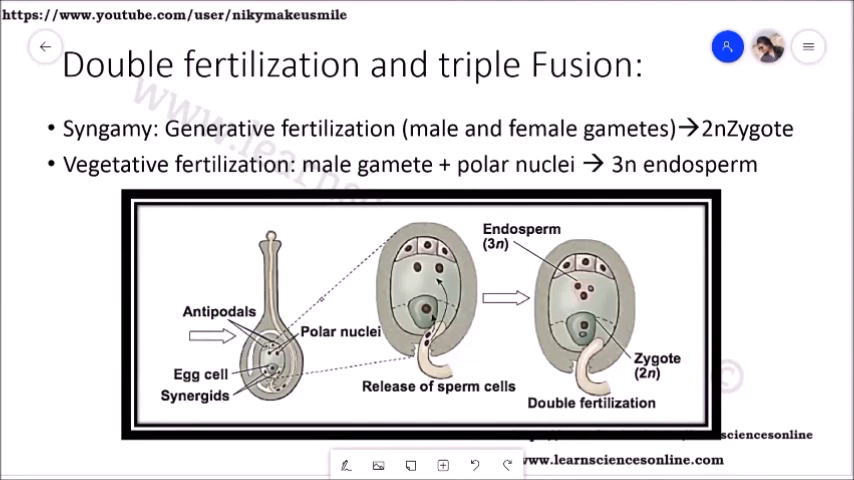 https://www.youtube.com/user/nikymakeusmile
Double fertilization and triple Fusion:
• Syngamy: Generative fertilization (male and female gametes)→2nZygote
• Vegetative fertilization: male gamete + polar nuclei → 3n endosperm
Endosperm
(3n)
Antipodals
Polar nuclei
Egg cell
Synergids
Release of sperm cells
Zygote
(2n)
Double fertilization
sciencesonline
www.learnsciencesonline.com